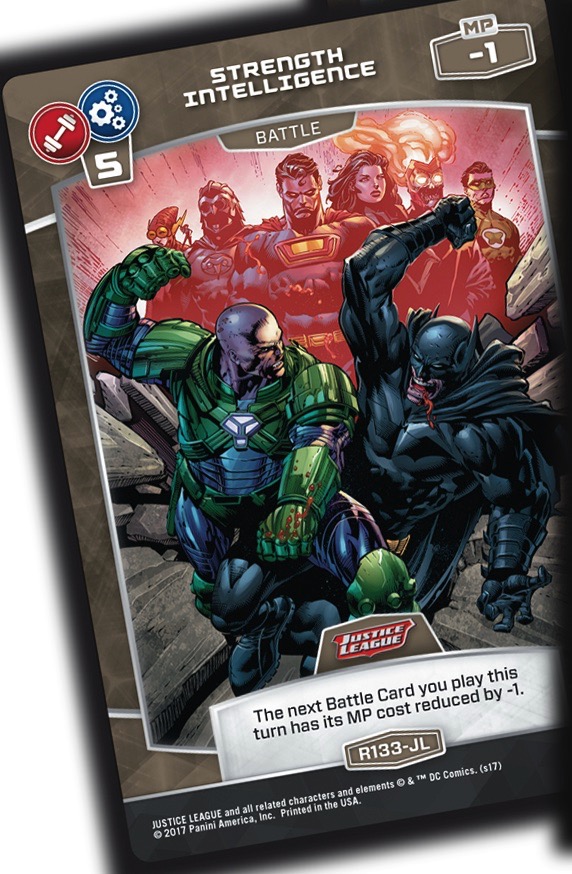 STRENGTH
INTELLIGENCE
MP
-1
5
BATTLE
JUSTICE
LEAGUE
The next Battle Card you play this
turn has its MP cost reduced by -1.
R133-JL
JUSTICE LEAGUE and all related characters and elements © & ™ DC Comics. (s17)
© 2017 Panini America, Inc. Printed in the USA.